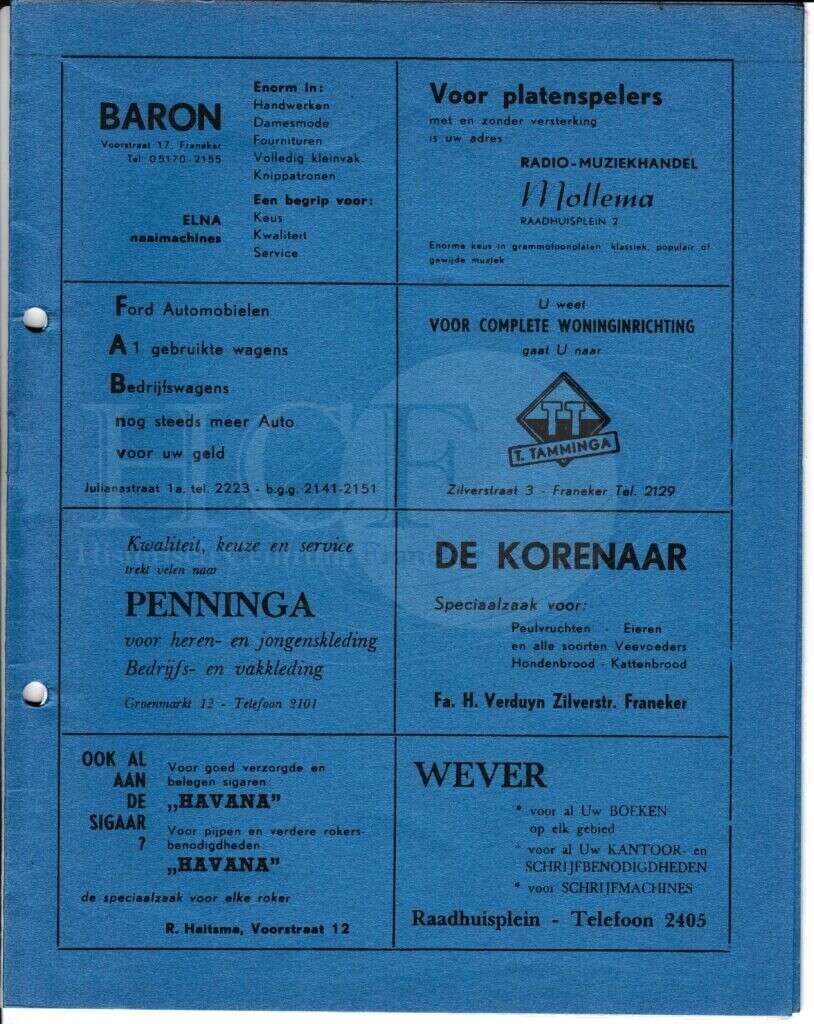 BARON
Voorstraat 17, Franeker
Tel. 05170 - 2155
ELNA
naaimachines
Enorm in:
Handwerken
Damesmode
Fournituren
Volledig kleinvak
Knippatronen
Een begrip voor:
Keus
Kwaliteit
Service
Voor platenspelers
met en zonder versterking
is uw adres
RADIO-MUZIEKHANDEL
Mollema
RAADHUISPLEIN 2
Enorme keus in grammofoonplaten, klassiek, populair of
gewijde muziek
Ford Automobielen
A 1 gebruikte wagens
Bedrijfswagens
nog steeds meer Auto
voor uw geld
Julianastraat 1a, tel. 2223 - b.g.g. 2141-2151
U weet
VOOR COMPLETE WONINGINRICHTING
gaat U naar
TT
T. TAMMINGA
Zilverstraat 3 - Franeker Tel. 2129
HCF
Kwaliteit, keuze en service
trekt velen naar
PENNINGA
voor heren- en jongenskleding
Bedrijfs- en vakkleding
Groenmarkt 12 - Telefoon 2101
DE KORENAAR
Speciaalzaak voor:
Peulvruchten - Eieren
en alle soorten Veevoeders
Hondenbrood - Kattenbrood
Fa. H. Verduyn Zilverstr. Franeker
OOK AL
AAN
DE
SIGAAR
?
Voor goed verzorgde en
belegen sigaren:
„HAVANA”
Voor pijpen en verdere rokers-
benodigdheden:
„HAVANA”
de speciaalzaak voor elke roker
R. Haitsma, Voorstraat 12
WEVER
* voor al Uw BOEKEN
op elk gebied
* voor al Uw KANTOOR- en
SCHRIJFBENODIGDHEDEN
* voor SCHRIJFMACHINES
Raadhuisplein - Telefoon 2405